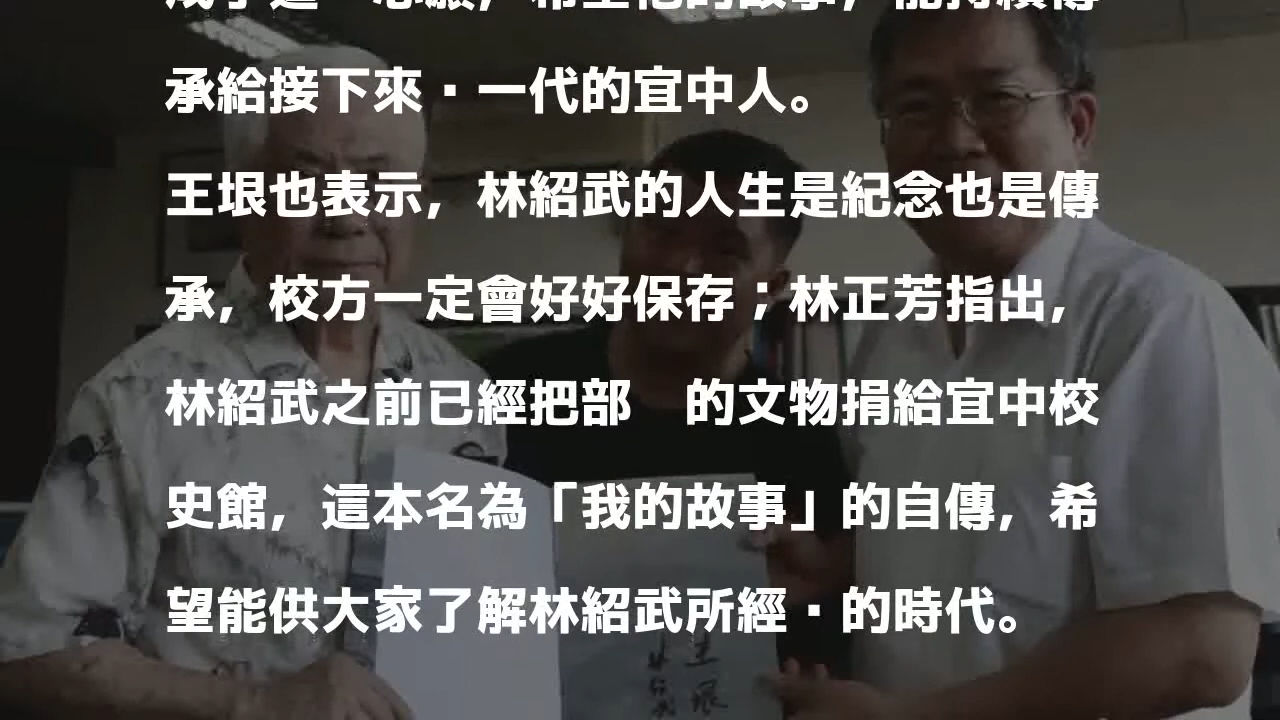 承給接下來▪一代的宜中人。
王垠也表示，林紹武的人生是紀念也是傳
承，校方一定會好好保存；林正芳指出，
林紹武之前已經把部　的文物捐給宜中校
史館，這本名為「我的故事」的自傳，希
望能供大家了解林紹武所經▪的時代。
王垠